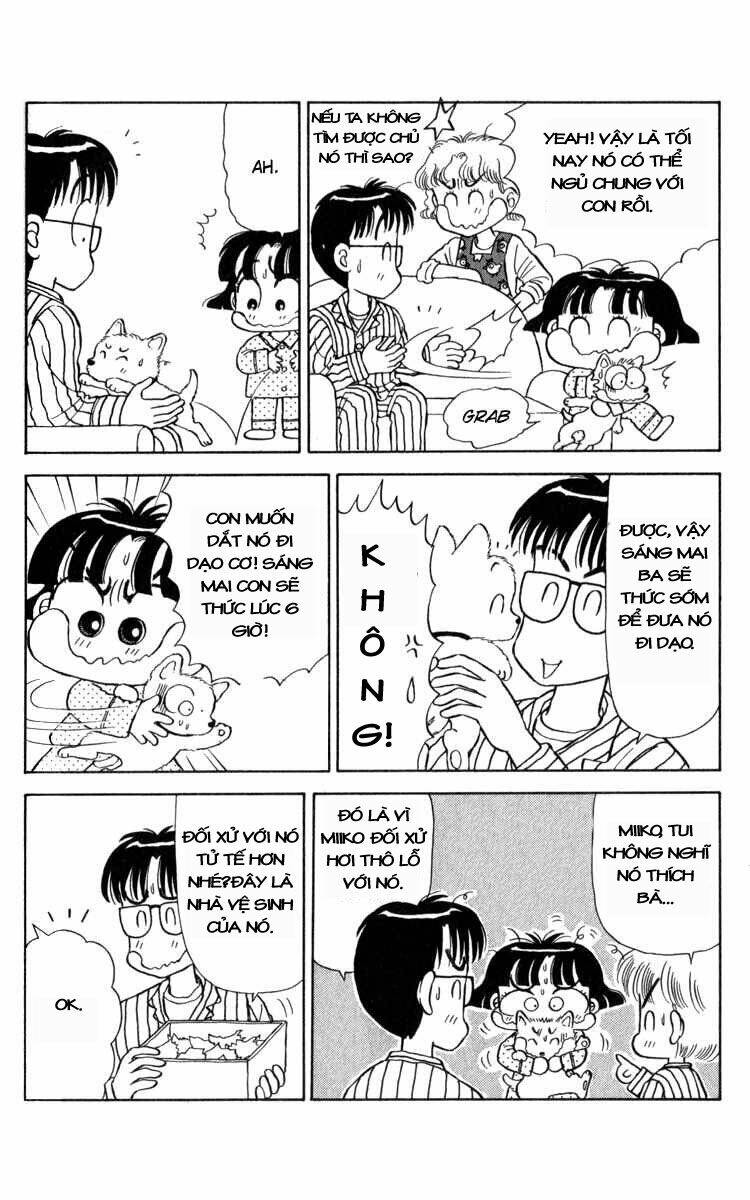 YEAH! VẬY LÀ TỐI
NAY NÓ CÓ THỂ
NGỦ CHUNG VỚI
CON RỒI.
NẾU TA KHÔNG
TÌM ĐƯỢC CHỦ
NÓ THÌ SAO?
GRAB
AH.
ĐƯỢC, VẬY
SÁNG MAI
BA SẼ
THỨC SỚM
ĐỂ ĐƯA NÓ
ĐI DẠO.
KHÔNG!
CON MUỐN
DẮT NÓ ĐI
DẠO CƠ! SÁNG
MAI CON SẼ
THỨC LÚC 6
GIỜ!
MIIKO, TUI
KHÔNG NGHĨ
NÓ THÍCH
BÀ...
ĐÓ LÀ VÌ
MIIKO ĐỐI XỬ
HƠI THÔ LỖ
VỚI NÓ.
ĐỐI XỬ VỚI NÓ
TỬ TẾ HƠN
NHÉ?ĐÂY LÀ
NHÀ VỆ SINH
CỦA NÓ.
OK.